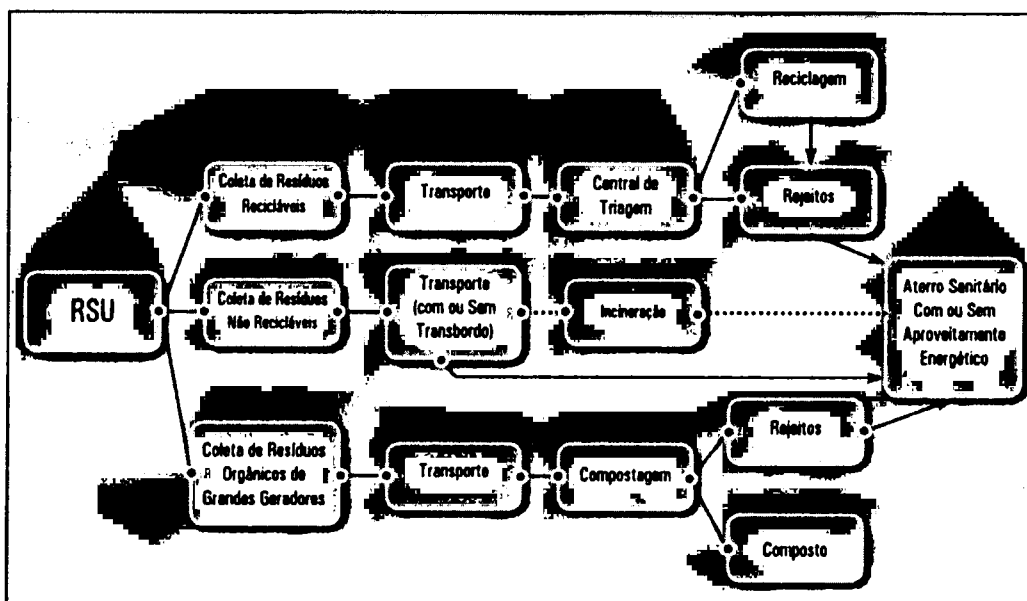 Reciclagem
Coleta de Resíduos
Recicláveis
Transporte
Central de
Triagem
Rejeitos
RSU
Coleta de Resíduos
Não Recicláveis
Transporte
(com ou Sem
Transbordo)
Incineração
Aterro Sanitário
Com ou Sem
Aproveitamento
Energético
Coleta de Resíduos
Orgânicos de
Grandes Geradores
Transporte
Compostagem
Rejeitos
Composto